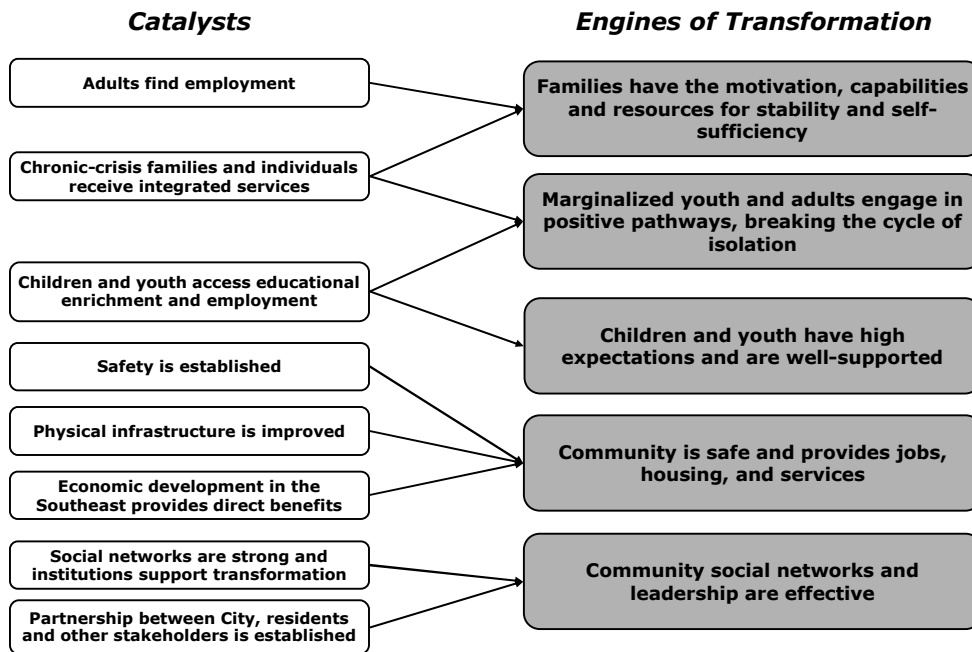 Catalysts
Engines of Transformation
Adults find employment
Chronic-crisis families and individuals
receive integrated services
Children and youth access educational
enrichment and employment
Safety is established
Physical infrastructure is improved
Economic development in the
Southeast provides direct benefits
Social networks are strong and
institutions support transformation
Partnership between City, residents
and other stakeholders is established
Families have the motivation, capabilities
and resources for stability and self-
sufficiency
Marginalized youth and adults engage in
positive pathways, breaking the cycle of
isolation
Children and youth have high
expectations and are well-supported
Community is safe and provides jobs,
housing, and services
Community social networks and
leadership are effective